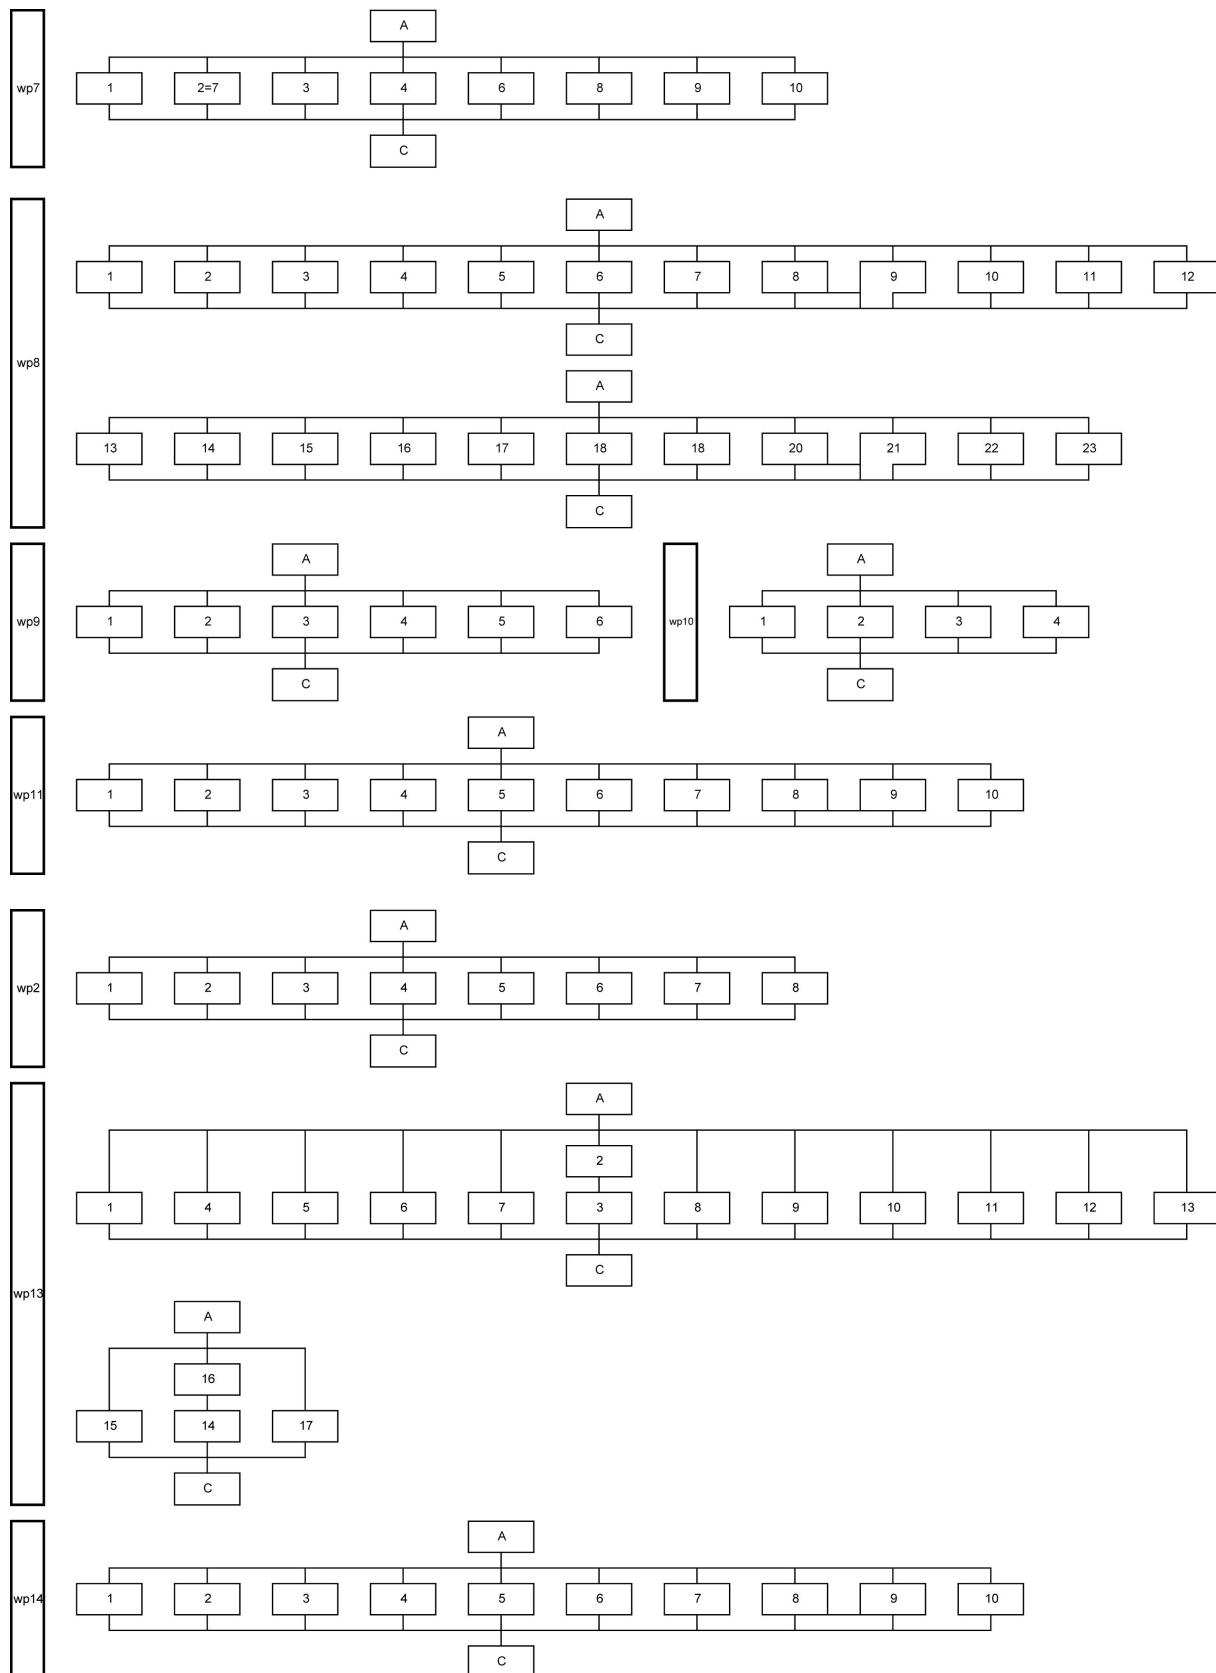 A
wp7
1 2=7 3 4 6 8 9 10
C
A
1 2 3 4 5 6 7 8 9 10 11 12
C
wp8
A
13 14 15 16 17 18 18 20 21 22 23
C
A A
wp9 1 2 3 4 5 6 wp10 1 2 3 4
C C
A
wp11 1 2 3 4 5 6 7 8 9 10
C
A
wp2 1 2 3 4 5 6 7 8
C
A
2
1 4 5 6 7 3 8 9 10 11 12 13
C
wp13
A
16
15 14 17
C
A
wp14 1 2 3 4 5 6 7 8 9 10
C